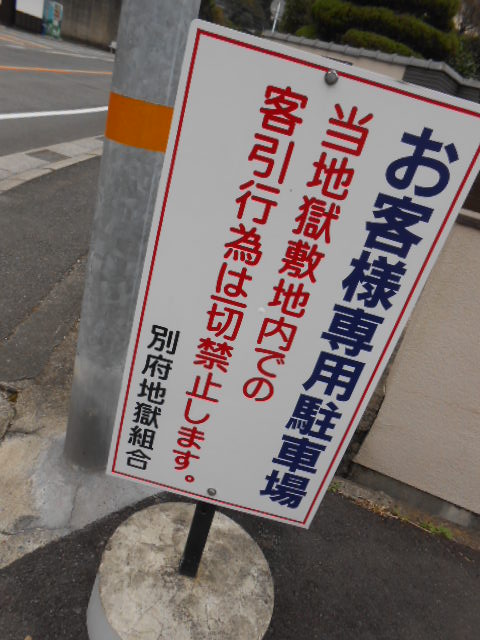 お客様専用駐車場
当地獄敷地内での
客引行為は一切禁止します。
別府地獄組合